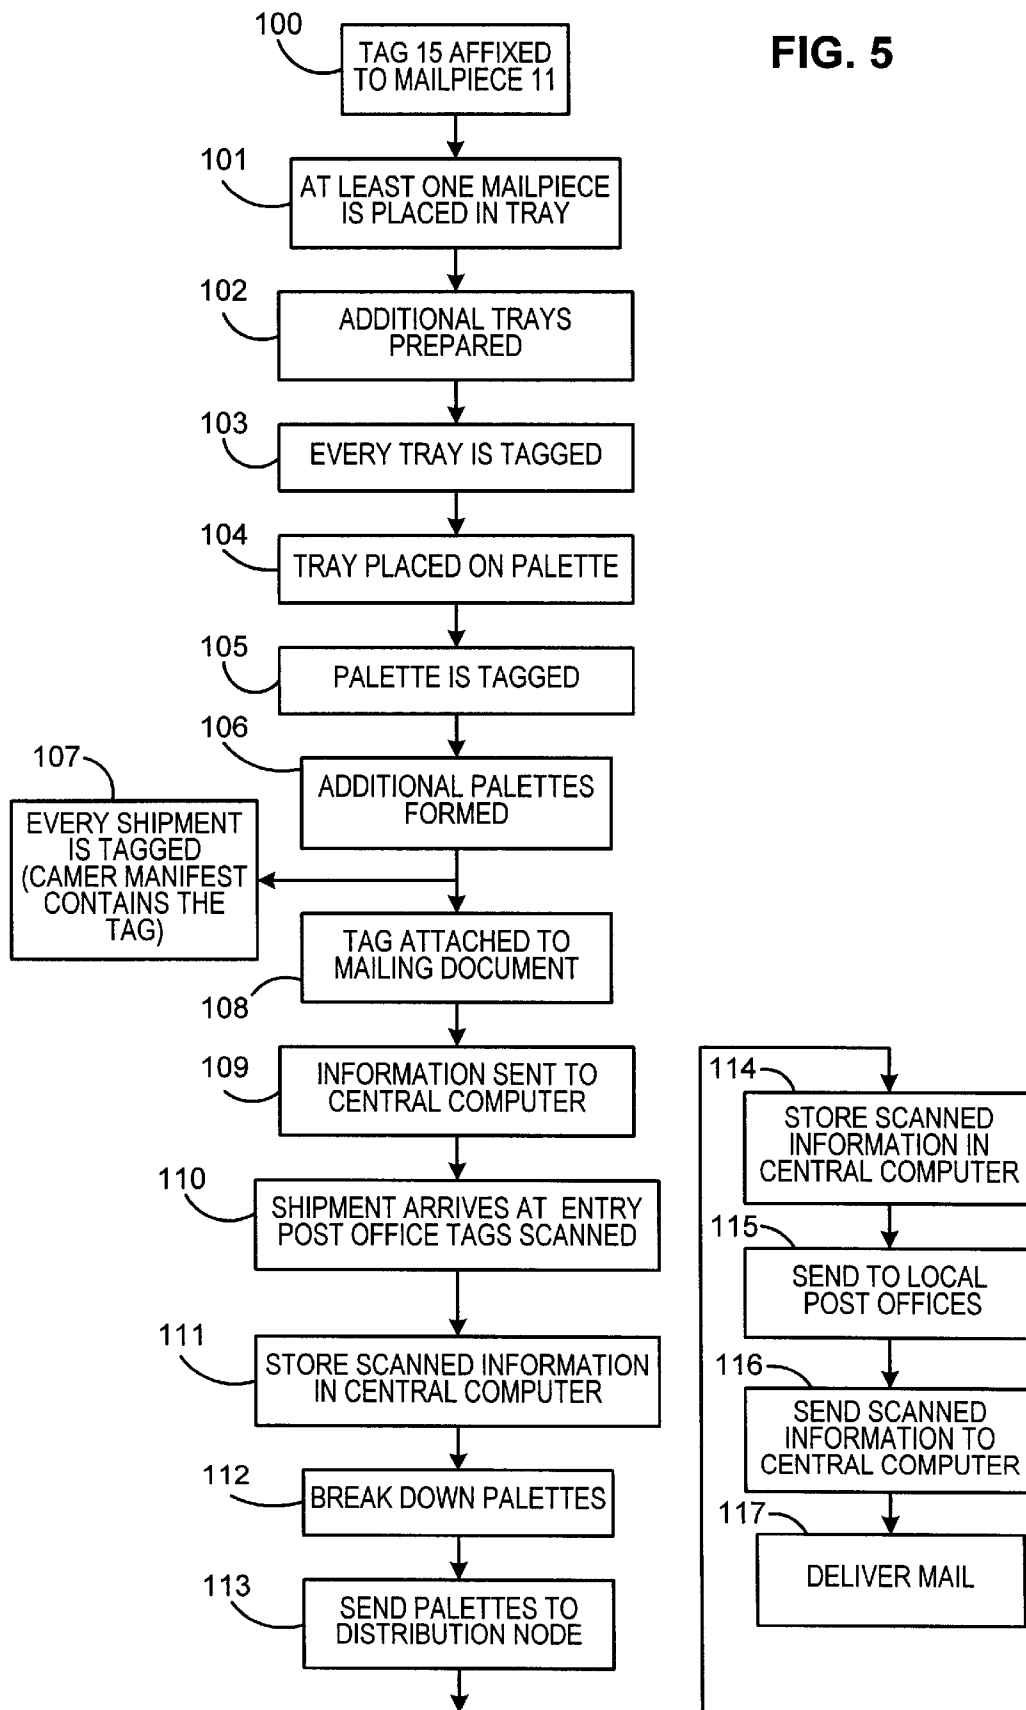 FIG. 5
100
TAG 15 AFFIXED
TO MAILPIECE 11
101
AT LEAST ONE MAILPIECE
IS PLACED IN TRAY
102
ADDITIONAL TRAYS
PREPARED
103
EVERY TRAY IS TAGGED
104
TRAY PLACED ON PALETTE
105
PALETTE IS TAGGED
106
ADDITIONAL PALETTES
FORMED
107
EVERY SHIPMENT
IS TAGGED
(CAMER MANIFEST
CONTAINS THE
TAG)
TAG ATTACHED TO
MAILING DOCUMENT
108
109
INFORMATION SENT TO
CENTRAL COMPUTER
110
SHIPMENT ARRIVES AT ENTRY
POST OFFICE TAGS SCANNED
111
STORE SCANNED INFORMATION
IN CENTRAL COMPUTER
112
BREAK DOWN PALETTES
113
SEND PALETTES TO
DISTRIBUTION NODE
114
STORE SCANNED
INFORMATION IN
CENTRAL COMPUTER
115
SEND TO LOCAL
POST OFFICES
116
SEND SCANNED
INFORMATION TO
CENTRAL COMPUTER
117
DELIVER MAIL